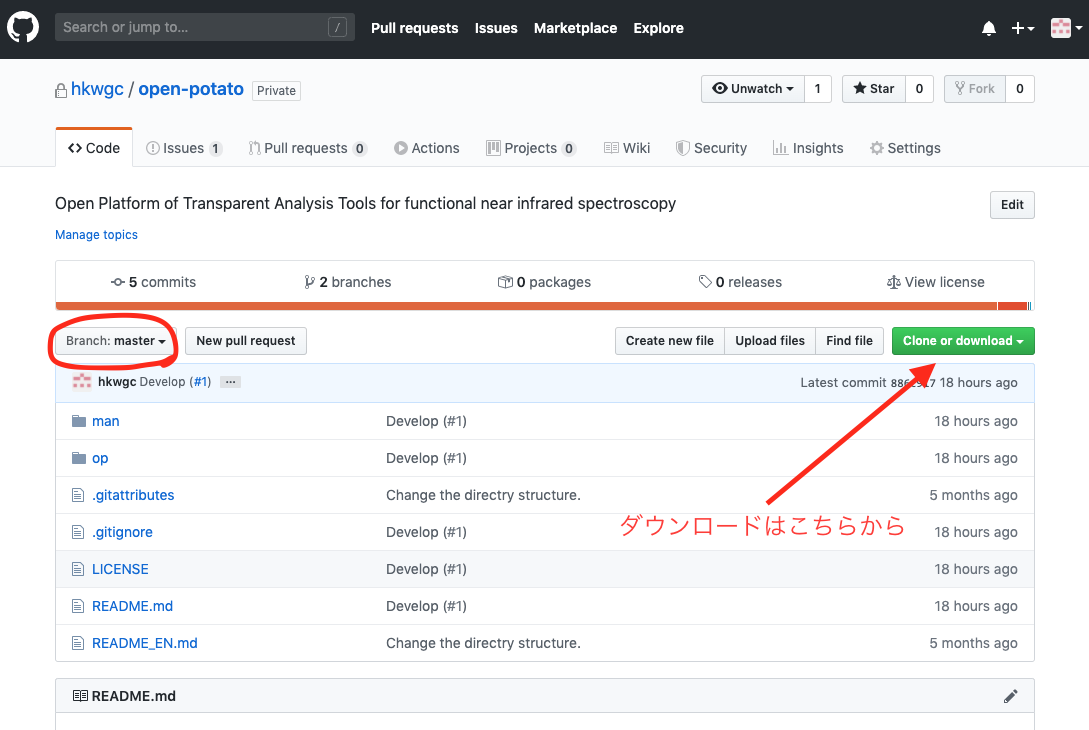 Search or jump to... /
Pull requests Issues Marketplace Explore
hkwgc / open-potato Private
Unwatch 1 Star 0 Fork 0
Code Issues 1 Pull requests 0 Actions Projects 0 Wiki Security Insights Settings
Open Platform of Transparent Analysis Tools for functional near infrared spectroscopy
Edit
Manage topics
5 commits 2 branches 0 packages 0 releases View license
Branch: master New pull request Create new file Upload files Find file Clone or download
hkwgc Develop (#1) ... Latest commit 18 hours ago
man Develop (#1) 18 hours ago
op Develop (#1) 18 hours ago
.gitattributes Change the directry structure. 5 months ago
ダウンロードはこちらから
.gitignore Develop (#1) 18 hours ago
LICENSE Develop (#1) 18 hours ago
README.md Develop (#1) 18 hours ago
README_EN.md Change the directry structure. 5 months ago
README.md